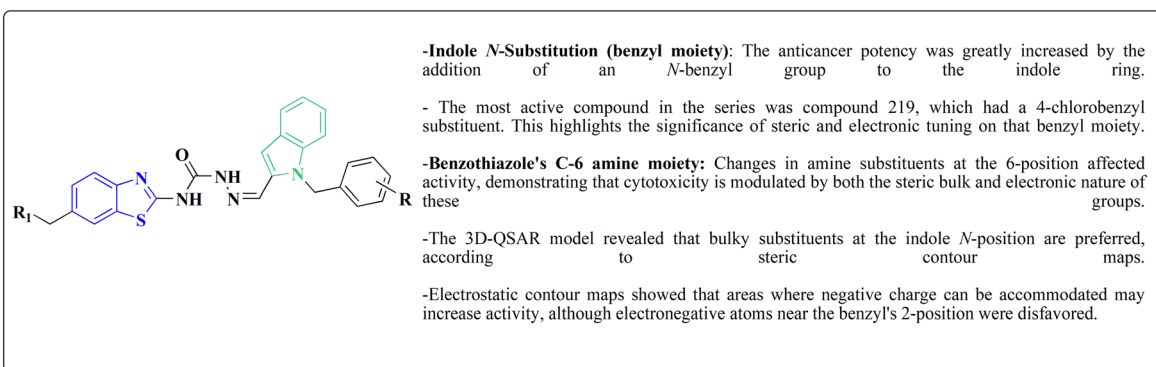 -Indole N-Substitution (benzyl moiety): The anticancer potency was greatly increased by the
addition of an N-benzyl group to the indole ring.
- The most active compound in the series was compound 219, which had a 4-chlorobenzyl
substituent. This highlights the significance of steric and electronic tuning on that benzyl moiety.
-Benzothiazole's C-6 amine moiety: Changes in amine substituents at the 6-position affected
activity, demonstrating that cytotoxicity is modulated by both the steric bulk and electronic nature of
these groups.
-The 3D-QSAR model revealed that bulky substituents at the indole N-position are preferred,
according to steric contour maps.
-Electrostatic contour maps showed that areas where negative charge can be accommodated may
increase activity, although electronegative atoms near the benzyl's 2-position were disfavored.
R1
N
S
NH
O
NH
N
N
R